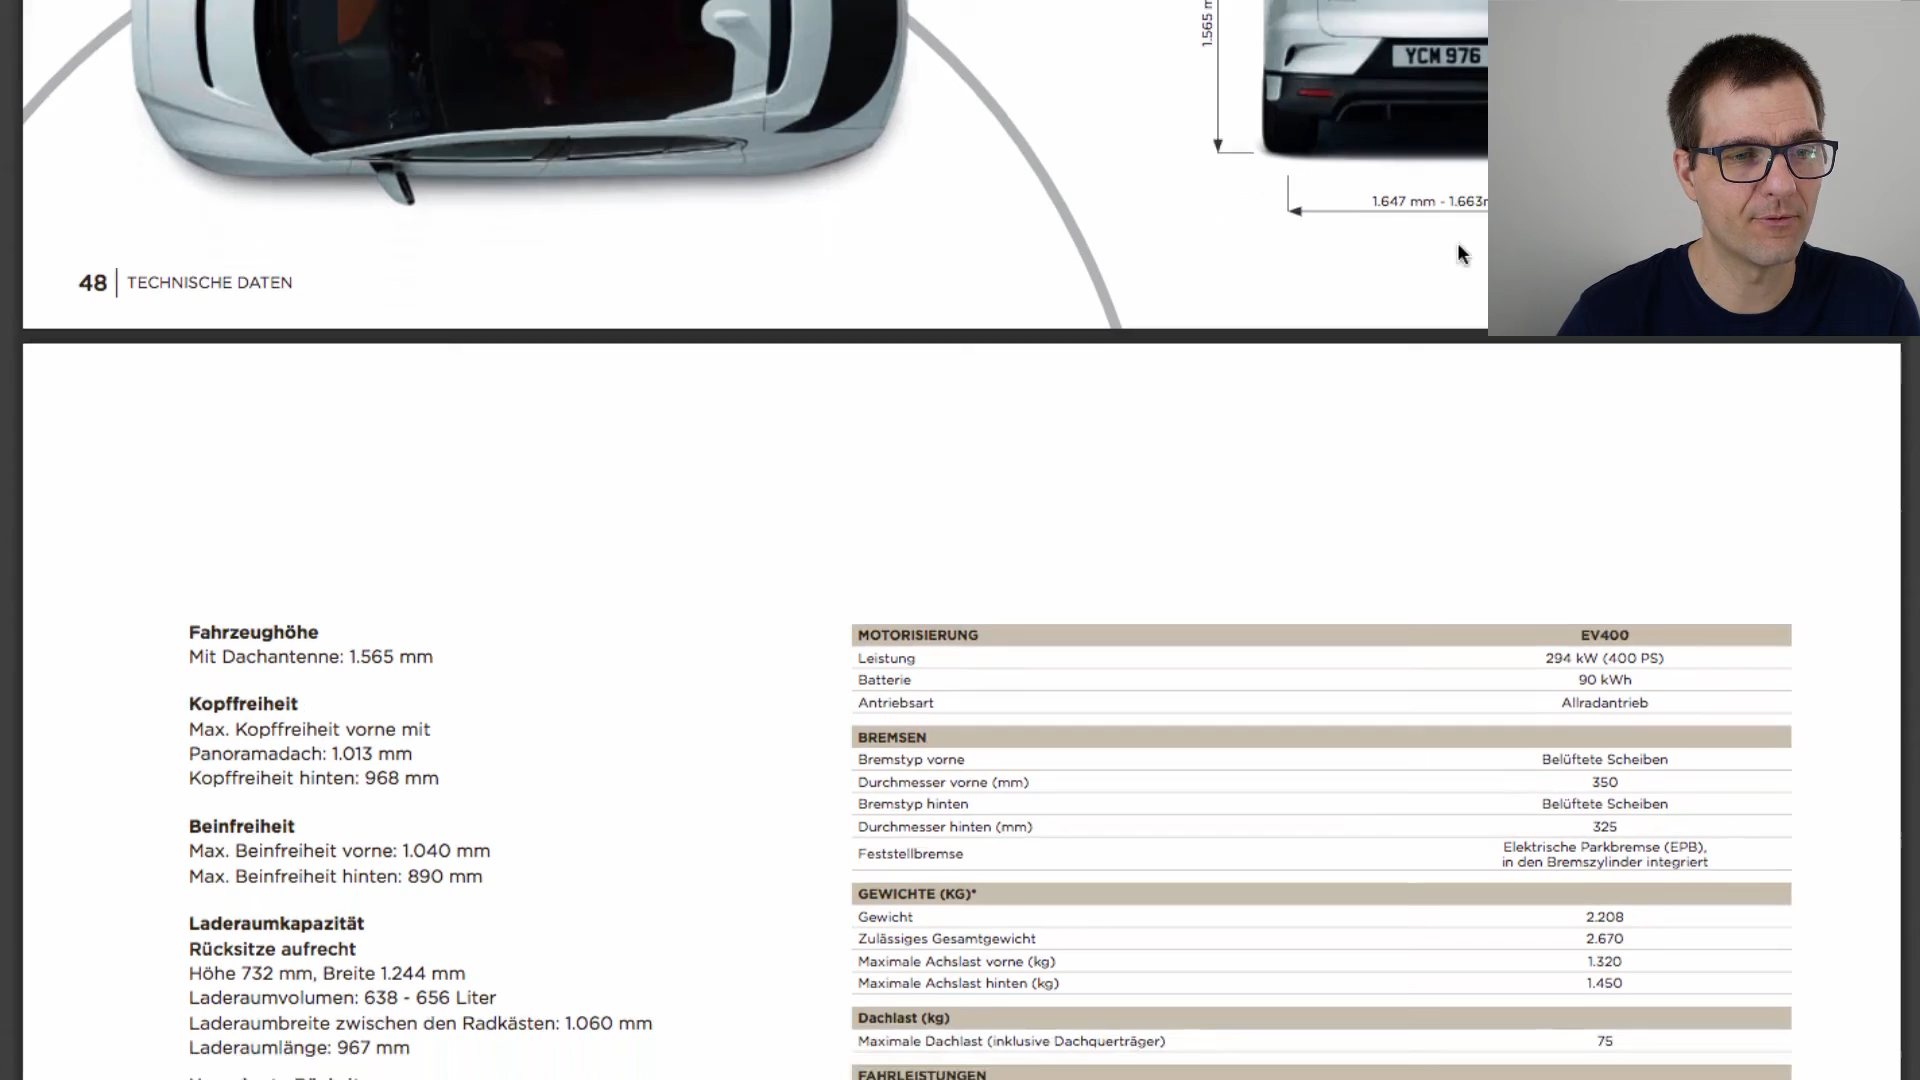 1.565 m
YCM 976
1.647 mm - 1.663m
48 | TECHNISCHE DATEN
Fahrzeughöhe
Mit Dachantenne: 1.565 mm
Kopffreiheit
Max. Kopffreiheit vorne mit
Panoramadach: 1.013 mm
Kopffreiheit hinten: 968 mm
Beinfreiheit
Max. Beinfreiheit vorne: 1.040 mm
Max. Beinfreiheit hinten: 890 mm
Laderaumkapazität
Rücksitze aufrecht
Höhe 732 mm, Breite 1.244 mm
Laderaumvolumen: 638 - 656 Liter
Laderaumbreite zwischen den Radkästen: 1.060 mm
Laderaumlänge: 967 mm
MOTORISIERUNG EV400
Leistung 294 kW (400 PS)
Batterie 90 kWh
Antriebsart Allradantrieb
BREMSEN
Bremstyp vorne Belüftete Scheiben
Durchmesser vorne (mm) 350
Bremstyp hinten Belüftete Scheiben
Durchmesser hinten (mm) 325
Feststellbremse Elektrische Parkbremse (EPB),
in den Bremszylinder integriert
GEWICHTE (KG)*
Gewicht 2.208
Zulässiges Gesamtgewicht 2.670
Maximale Achslast vorne (kg) 1.320
Maximale Achslast hinten (kg) 1.450
Dachlast (kg)
Maximale Dachlast (inklusive Dachquerträger) 75
FAHRLEISTUNGEN